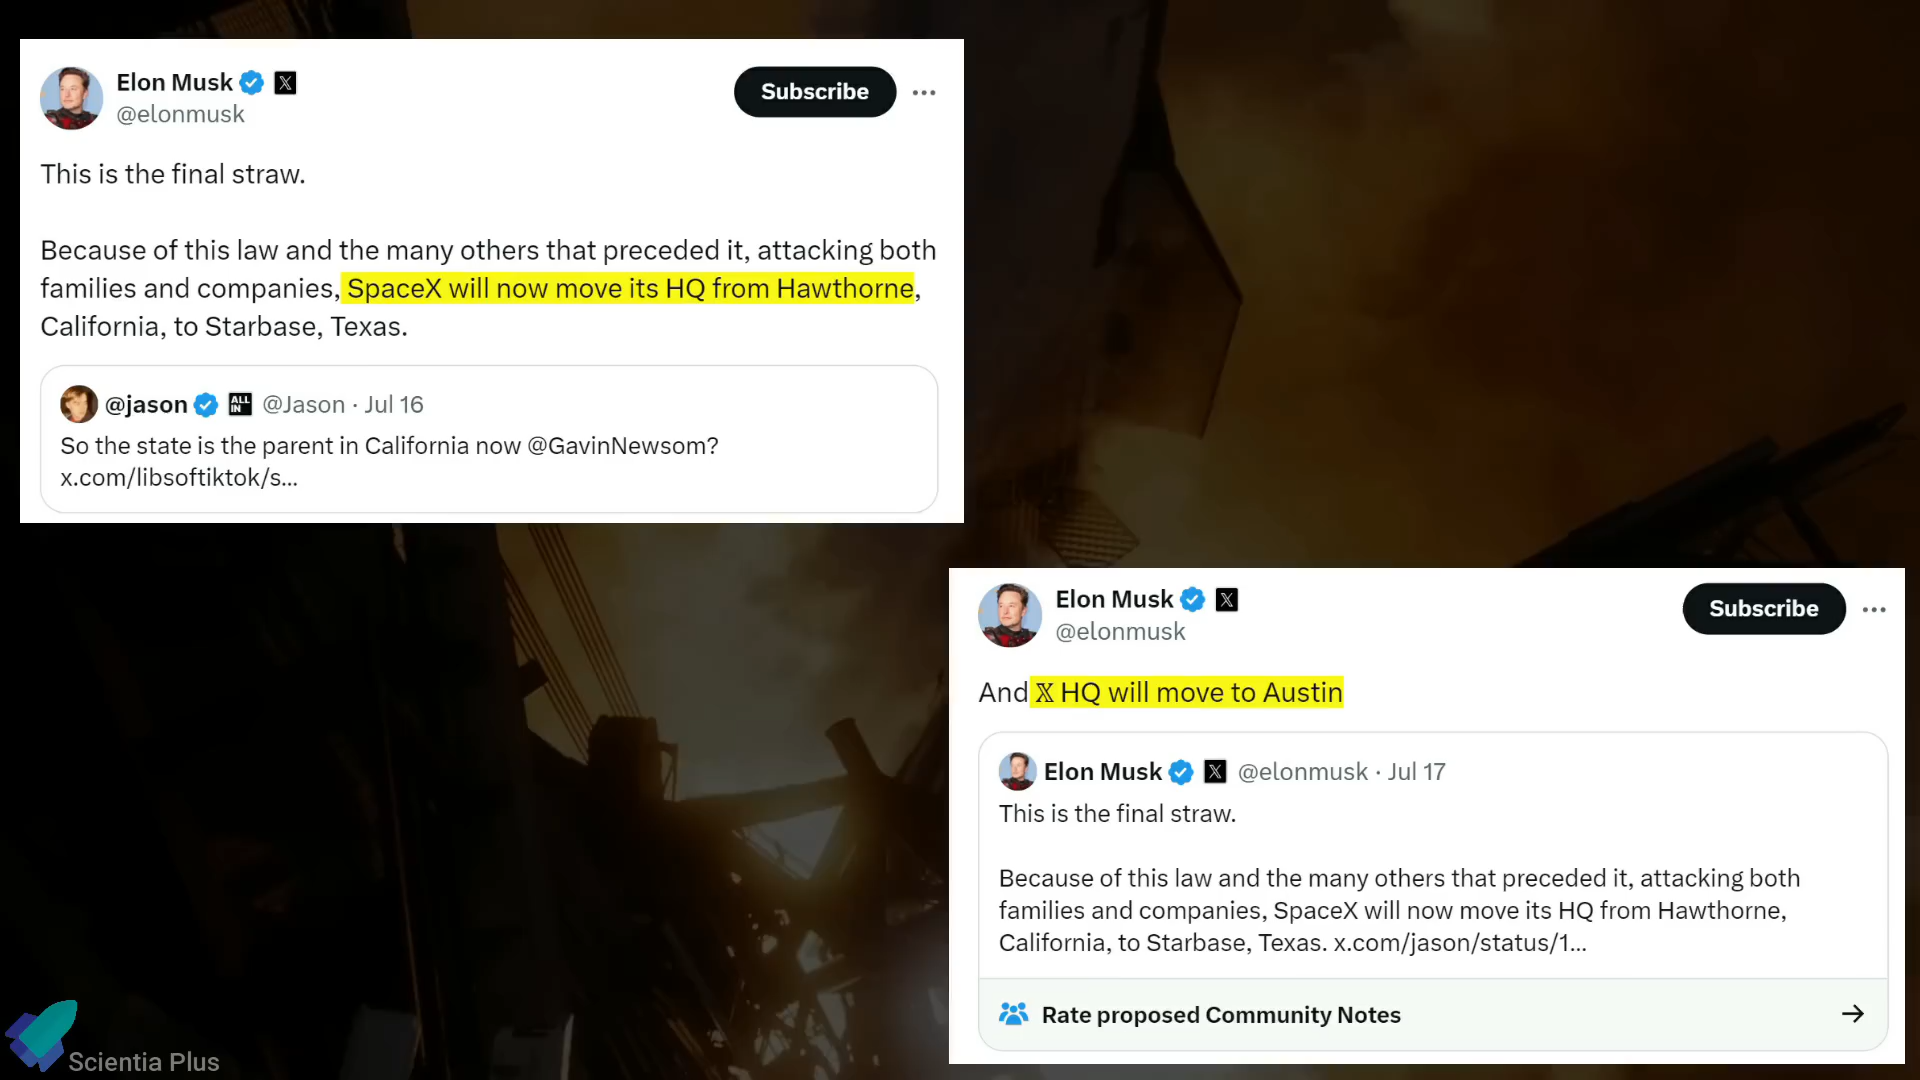 Elon Musk
@elonmusk
Subscribe
This is the final straw.
Because of this law and the many others that preceded it, attacking both
families and companies, SpaceX will now move its HQ from Hawthorne,
California, to Starbase, Texas.
@jason ALL IN @Jason · Jul 16
So the state is the parent in California now @GavinNewsom?
x.com/libsoftiktok/s...
Elon Musk
@elonmusk
Subscribe
And 𝕏 HQ will move to Austin
Elon Musk 𝕏 @elonmusk · Jul 17
This is the final straw.
Because of this law and the many others that preceded it, attacking both
families and companies, SpaceX will now move its HQ from Hawthorne,
California, to Starbase, Texas. x.com/jason/status/1...
Rate proposed Community Notes
Scientia Plus